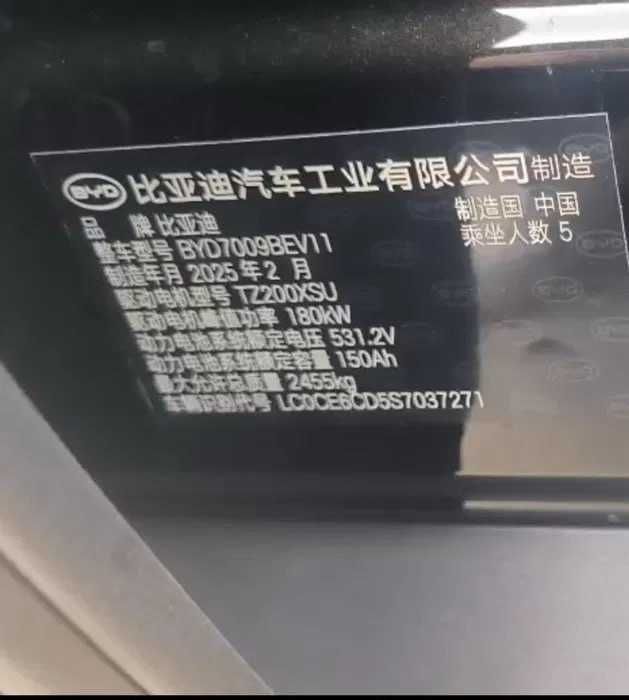 BYD 比亚迪汽车工业有限公司制造
品 牌 比亚迪
制造国 中国
整车型号 BYD7009BEV11
乘坐人数 5
制造年月 2025 年 2 月
驱动电机型号 TZ200XSU
驱动电机峰值功率 180kW
动力电池系统额定电压 531.2V
动力电池系统额定容量 150Ah
最大允许总质量 2455kg
车辆识别代号 LC0CE6CD5S7037271